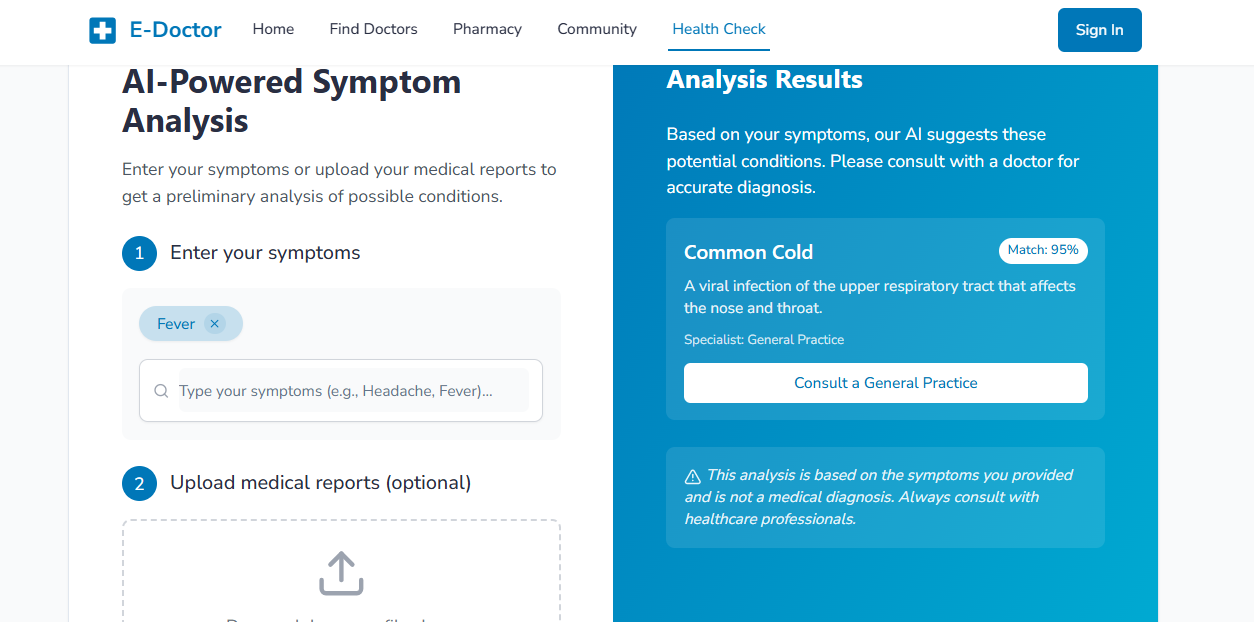 E-Doctor
Home
Find Doctors
Pharmacy
Community
Health Check
Sign In
AI-Powered Symptom
Analysis
Enter your symptoms or upload your medical reports to
get a preliminary analysis of possible conditions.
1
Enter your symptoms
Fever
Type your symptoms (e.g., Headache, Fever)...
2
Upload medical reports (optional)
Analysis Results
Based on your symptoms, our AI suggests these
potential conditions. Please consult with a doctor for
accurate diagnosis.
Common Cold
Match: 95%
A viral infection of the upper respiratory tract that affects
the nose and throat.
Specialist: General Practice
Consult a General Practice
This analysis is based on the symptoms you provided
and is not a medical diagnosis. Always consult with
healthcare professionals.